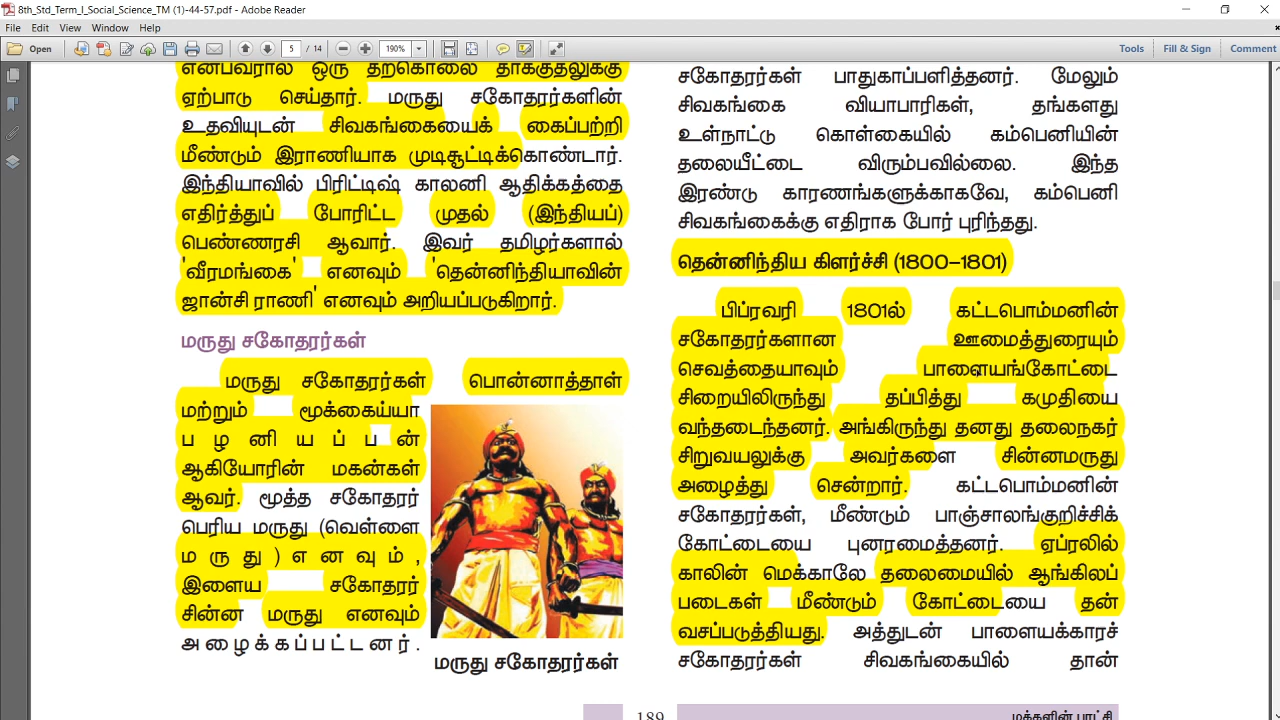 8th_Std_Term_I_Social_Science_TM (1)-44-57.pdf - Adobe Reader
File Edit View Window Help
Open 5 / 14 190% Tools Fill & Sign Comment
என்பவரால் ஒரு தற்கொலை தாக்குதலுக்கு
ஏற்பாடு செய்தார். மருது சகோதரர்களின்
உதவியுடன் சிவகங்கையைக் கைப்பற்றி
மீண்டும் இராணியாக முடிசூட்டிக்கொண்டார்.
இந்தியாவில் பிரிட்டிஷ் காலனி ஆதிக்கத்தை
எதிர்த்துப் போரிட்ட முதல் (இந்தியப்)
பெண்ணரசி ஆவார். இவர் தமிழர்களால்
'வீரமங்கை' எனவும் 'தென்னிந்தியாவின்
ஜான்சி ராணி' எனவும் அறியப்படுகிறார்.
மருது சகோதரர்கள்
மருது சகோதரர்கள் பொன்னாத்தாள்
மற்றும் மூக்கைய்யா
பழனியப்பன்
ஆகியோரின் மகன்கள்
ஆவர். மூத்த சகோதரர்
பெரிய மருது (வெள்ளை
மருது) எனவும்,
இளைய சகோதரர்
சின்ன மருது எனவும்
அழைக்கப்பட்டனர்.
மருது சகோதரர்கள்
சகோதரர்கள் பாதுகாப்பளித்தனர். மேலும்
சிவகங்கை வியாபாரிகள், தங்களது
உள்நாட்டு கொள்கையில் கம்பெனியின்
தலையீட்டை விரும்பவில்லை. இந்த
இரண்டு காரணங்களுக்காகவே, கம்பெனி
சிவகங்கைக்கு எதிராக போர் புரிந்தது.
தென்னிந்திய கிளர்ச்சி (1800–1801)
பிப்ரவரி 1801ல் கட்டபொம்மனின்
சகோதரர்களான ஊமைத்துரையும்
செவத்தையாவும் பாளையங்கோட்டை
சிறையிலிருந்து தப்பித்து கமுதியை
வந்தடைந்தனர். அங்கிருந்து தனது தலைநகர்
சிறுவயலுக்கு அவர்களை சின்னமருது
அழைத்து சென்றார். கட்டபொம்மனின்
சகோதரர்கள், மீண்டும் பாஞ்சாலங்குறிச்சிக்
கோட்டையை புனரமைத்தனர். ஏப்ரலில்
காலின் மெக்காலே தலைமையில் ஆங்கிலப்
படைகள் மீண்டும் கோட்டையை தன்
வசப்படுத்தியது. அத்துடன் பாளையக்காரச்
சகோதரர்கள் சிவகங்கையில் தான்
189 மக்களின் புரட்சி